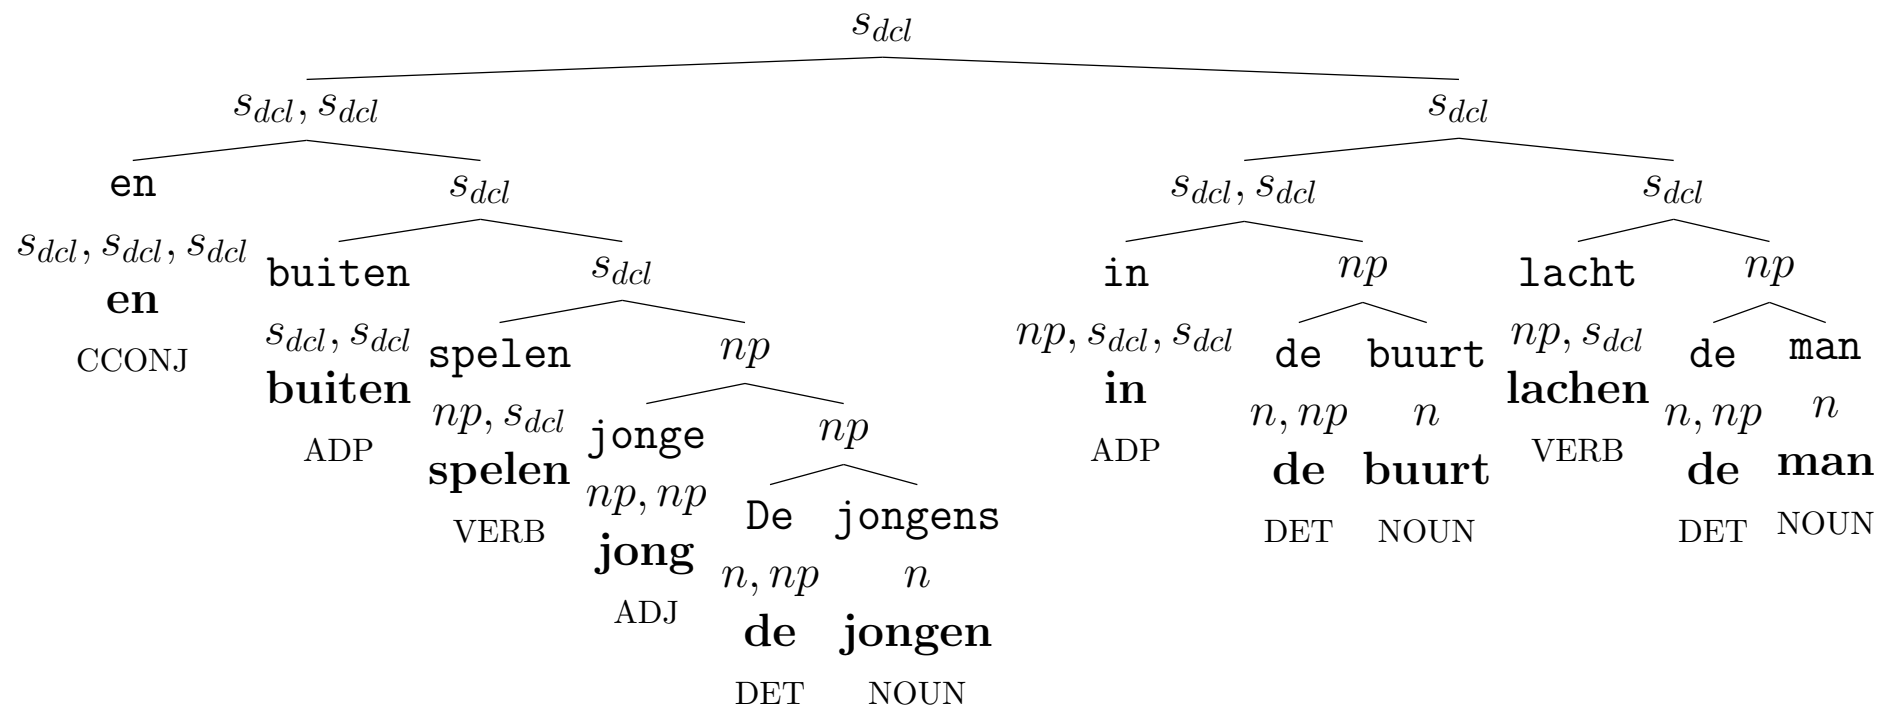 s_dcl
s_dcl, s_dcl
s_dcl
en
s_dcl, s_dcl, s_dcl
en
CCONJ
s_dcl
buiten
s_dcl, s_dcl
buiten
ADP
s_dcl
spelen
np, s_dcl
spelen
VERB
np
jonge
np, np
jong
ADJ
np
De
n, np
de
DET
jongens
n
jongen
NOUN
s_dcl, s_dcl
in
np, s_dcl, s_dcl
in
ADP
np
de
n, np
de
DET
buurt
n
buurt
NOUN
s_dcl
lacht
np, s_dcl
lachen
VERB
np
de
n, np
de
DET
man
n
man
NOUN